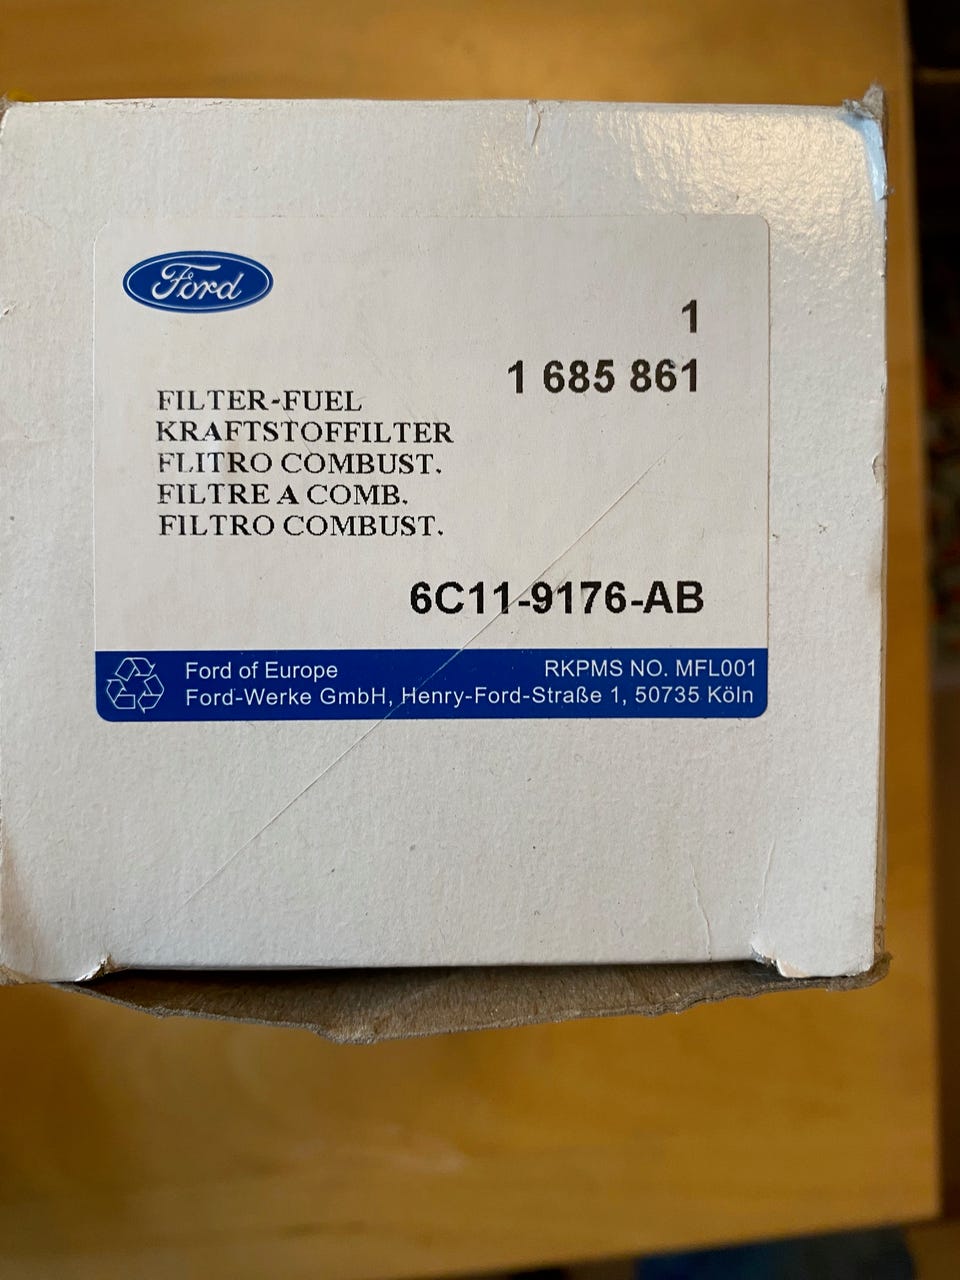 Ford
1
1 685 861
FILTER-FUEL
KRAFTSTOFFILTER
FLITRO COMBUST.
FILTRE A COMB.
FILTRO COMBUST.
6C11-9176-AB
Ford of Europe RKPMS NO. MFL001
Ford-Werke GmbH, Henry-Ford-Straße 1, 50735 Köln